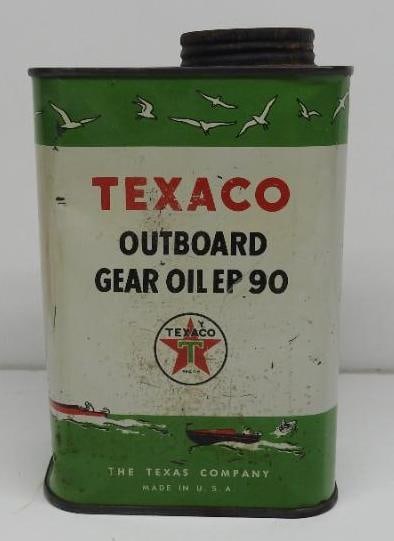 TEXACO
OUTBOARD
GEAR OIL EP 90
TEXACO
T
THE TEXAS COMPANY
MADE IN U.S.A.